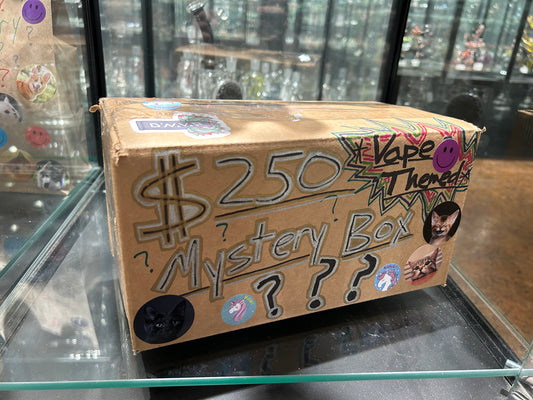 $250
Mystery Box
? ? ?
*Vape
Themed*